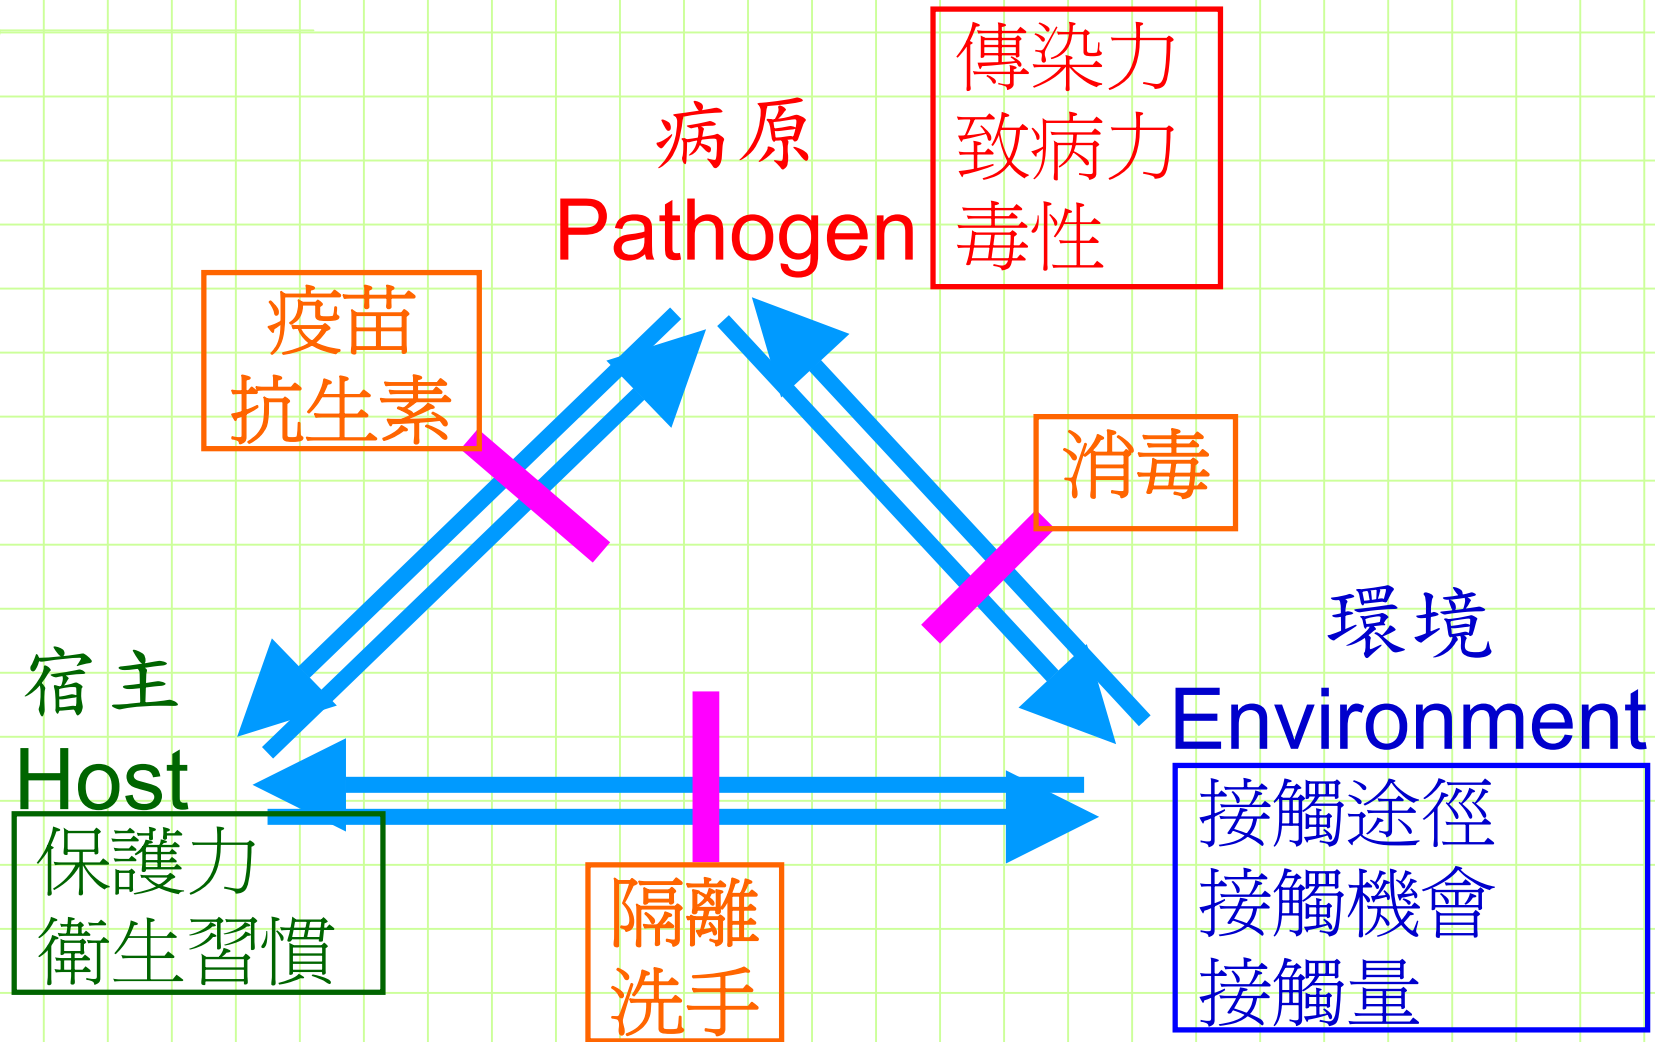 傳染力
致病力
毒性
病原
Pathogen
疫苗
抗生素
消毒
環境
Environment
接觸途徑
接觸機會
接觸量
宿主
Host
保護力
衛生習慣
隔離
洗手